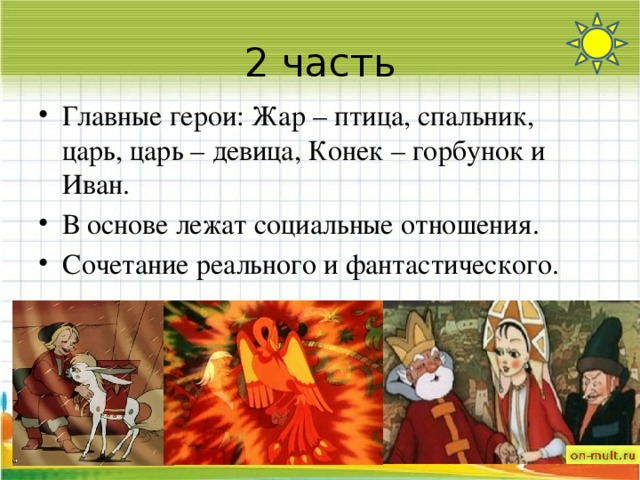 2 часть
• Главные герои: Жар – птица, спальник,
царь, царь – девица, Конек – горбунок и
Иван.
• В основе лежат социальные отношения.
• Сочетание реального и фантастического.
on-mult.ru